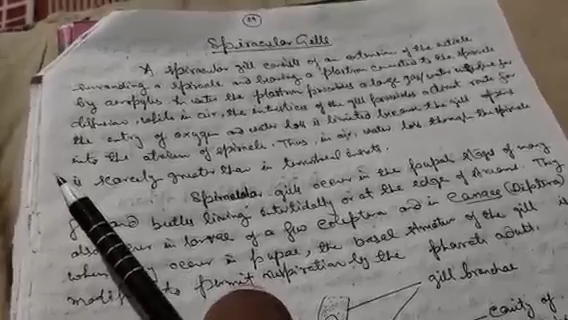 Spiracular Gills
A spiracular gill consists of an extension of the cuticle
surrounding a spiracle and bearing a plastron connected to the spiracle
by aeropyles. In water the plastron provides a large gas/water interface for
diffusion, while in air, the interstices of the gill provides a direct route for
the entry of oxygen and water loss is limited because the gill opens
into the atrium of spiracle. Thus, in air, water loss through the spiracle
is scarcely greater than in terrestrial insects.
Spiracular gill occur in the pupal stages of many
and beetles living intertidally or at the edge of streams. They
also occur in larvae of a few coleoptera and in Canace (Diptera)
when they occur in pupae, the basal structure of the gill is
modified to permit respiration by the pharate adult.
gill branches
cavity of